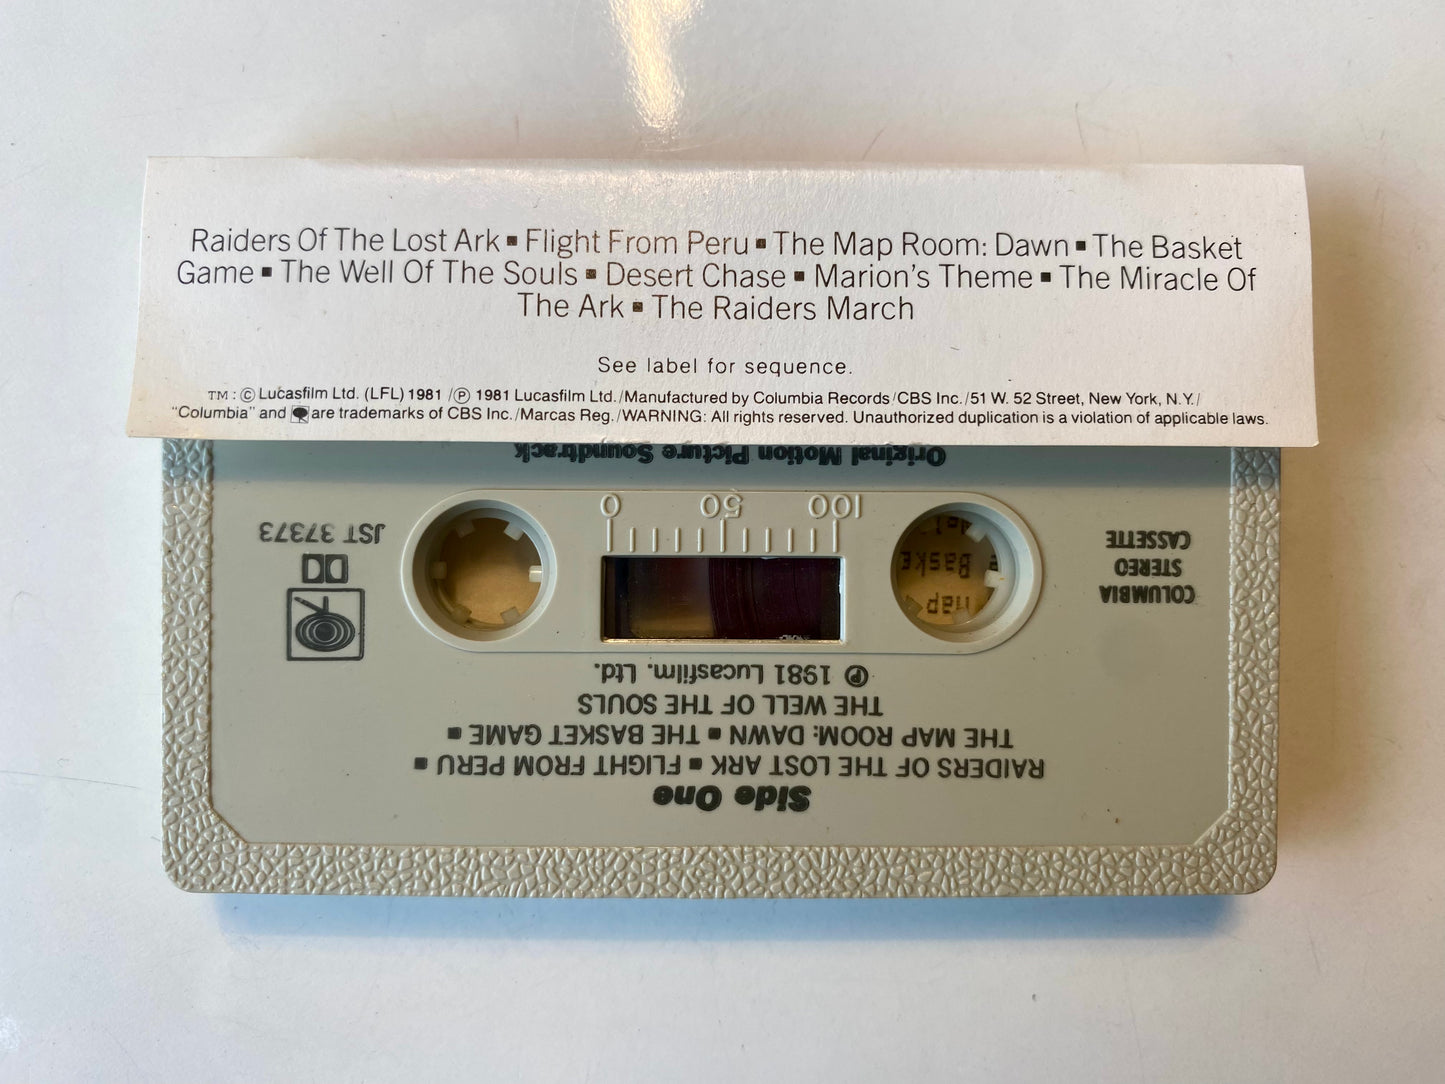 Raiders Of The Lost Ark ▪ Flight From Peru ▪ The Map Room: Dawn ▪ The Basket
Game ▪ The Well Of The Souls ▪ Desert Chase ▪ Marion's Theme ▪ The Miracle Of
The Ark ▪ The Raiders March
See label for sequence.
TM: © Lucasfilm Ltd. (LFL) 1981 /℗ 1981 Lucasfilm Ltd./Manufactured by Columbia Records/CBS Inc./51 W. 52 Street, New York, N.Y./
"Columbia" and are trademarks of CBS Inc./Marcas Reg./WARNING: All rights reserved. Unauthorized duplication is a violation of applicable laws.
Side One
RAIDERS OF THE LOST ARK ▪ FLIGHT FROM PERU ▪
THE MAP ROOM: DAWN ▪ THE BASKET GAME ▪
THE WELL OF THE SOULS
℗ 1981 Lucasfilm. Ltd.
COLUMBIA
STEREO
CASSETTE
100 50 0
JST 37373
Original Motion Picture Soundtrack
Map
Baske